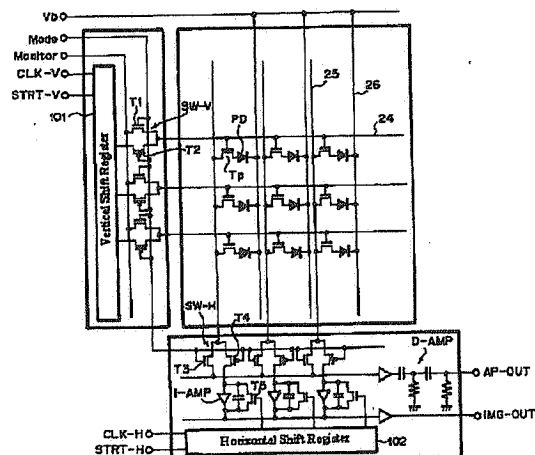 Vb
Mode
Monitor
CLK-V
STRT-V
101
Vertical Shift Register
T1
SW-V
T2
PD
Tp
25
26
24
SW-H
T4
T3
I-AMP
T5
D-AMP
AP-OUT
IMG-OUT
CLK-H
STRT-H
Horizontal Shift Register
102